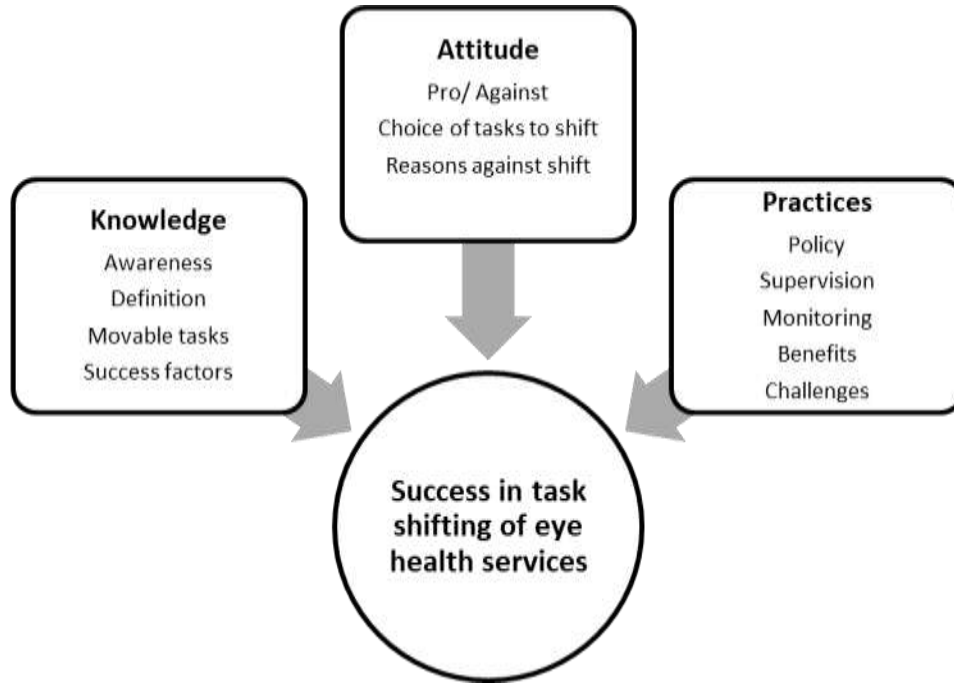 Attitude
Pro/ Against
Choice of tasks to shift
Reasons against shift
Knowledge
Awareness
Definition
Movable tasks
Success factors
Practices
Policy
Supervision
Monitoring
Benefits
Challenges
Success in task
shifting of eye
health services